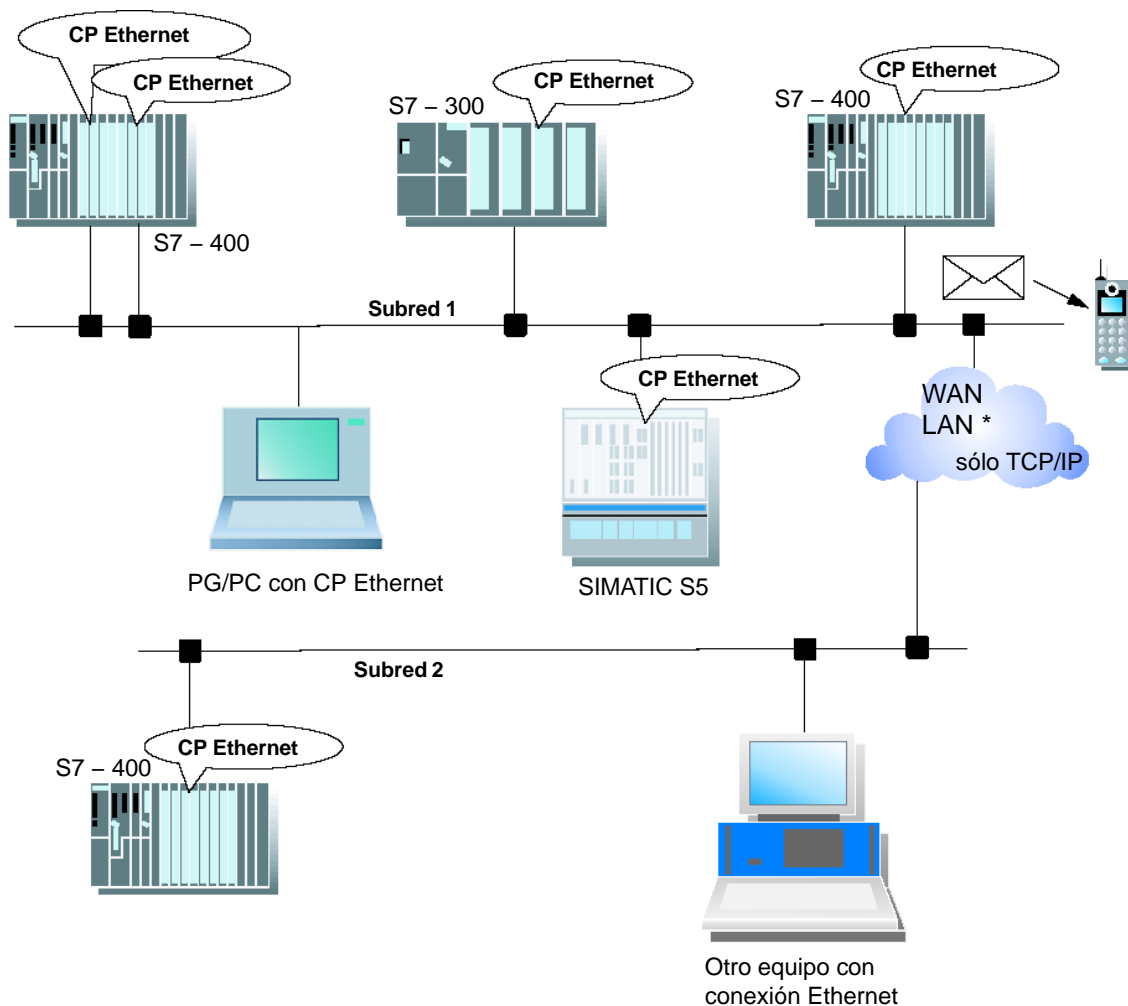 CP Ethernet
CP Ethernet
S7 – 400
S7 – 300
CP Ethernet
S7 – 400
CP Ethernet
Subred 1
CP Ethernet
WAN
LAN *
sólo TCP/IP
PG/PC con CP Ethernet
SIMATIC S5
Subred 2
CP Ethernet
S7 – 400
Otro equipo con
conexión Ethernet